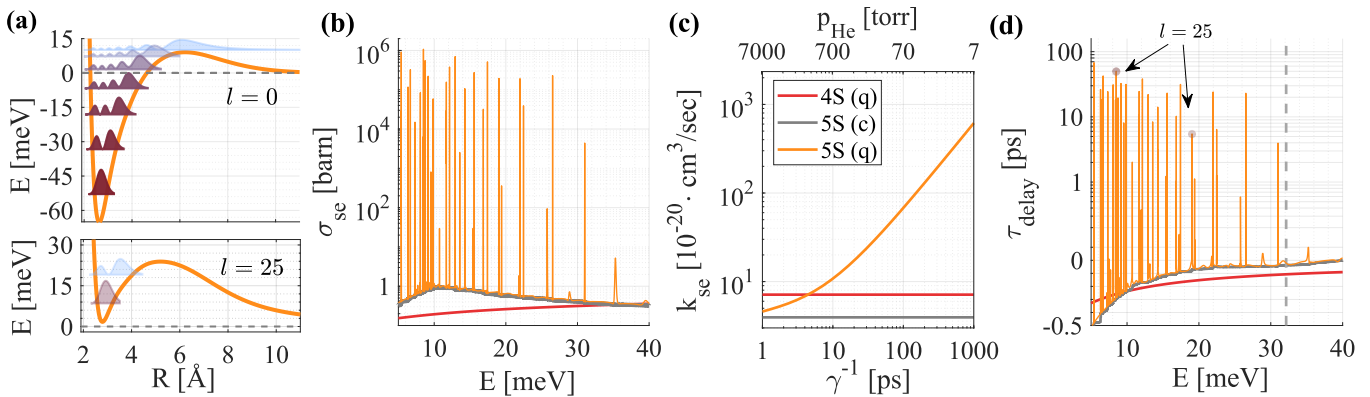 (a)
15
0
-15
-30
-45
-60
E [meV]
l = 0
30
15
0
E [meV]
l = 25
2
4
6
8
10
R [Å]
(b)
10^6
10^4
10^2
1
σ_se [barn]
10
20
30
40
E [meV]
(c)
p_He [torr]
7000
700
70
7
10^3
10^2
10^1
k_se [10^-20 · cm^3/sec]
4S (q)
5S (c)
5S (q)
1
10
100
1000
γ^-1 [ps]
(d)
l = 25
100
10
1
0
-0.5
τ_delay [ps]
10
20
30
40
E [meV]